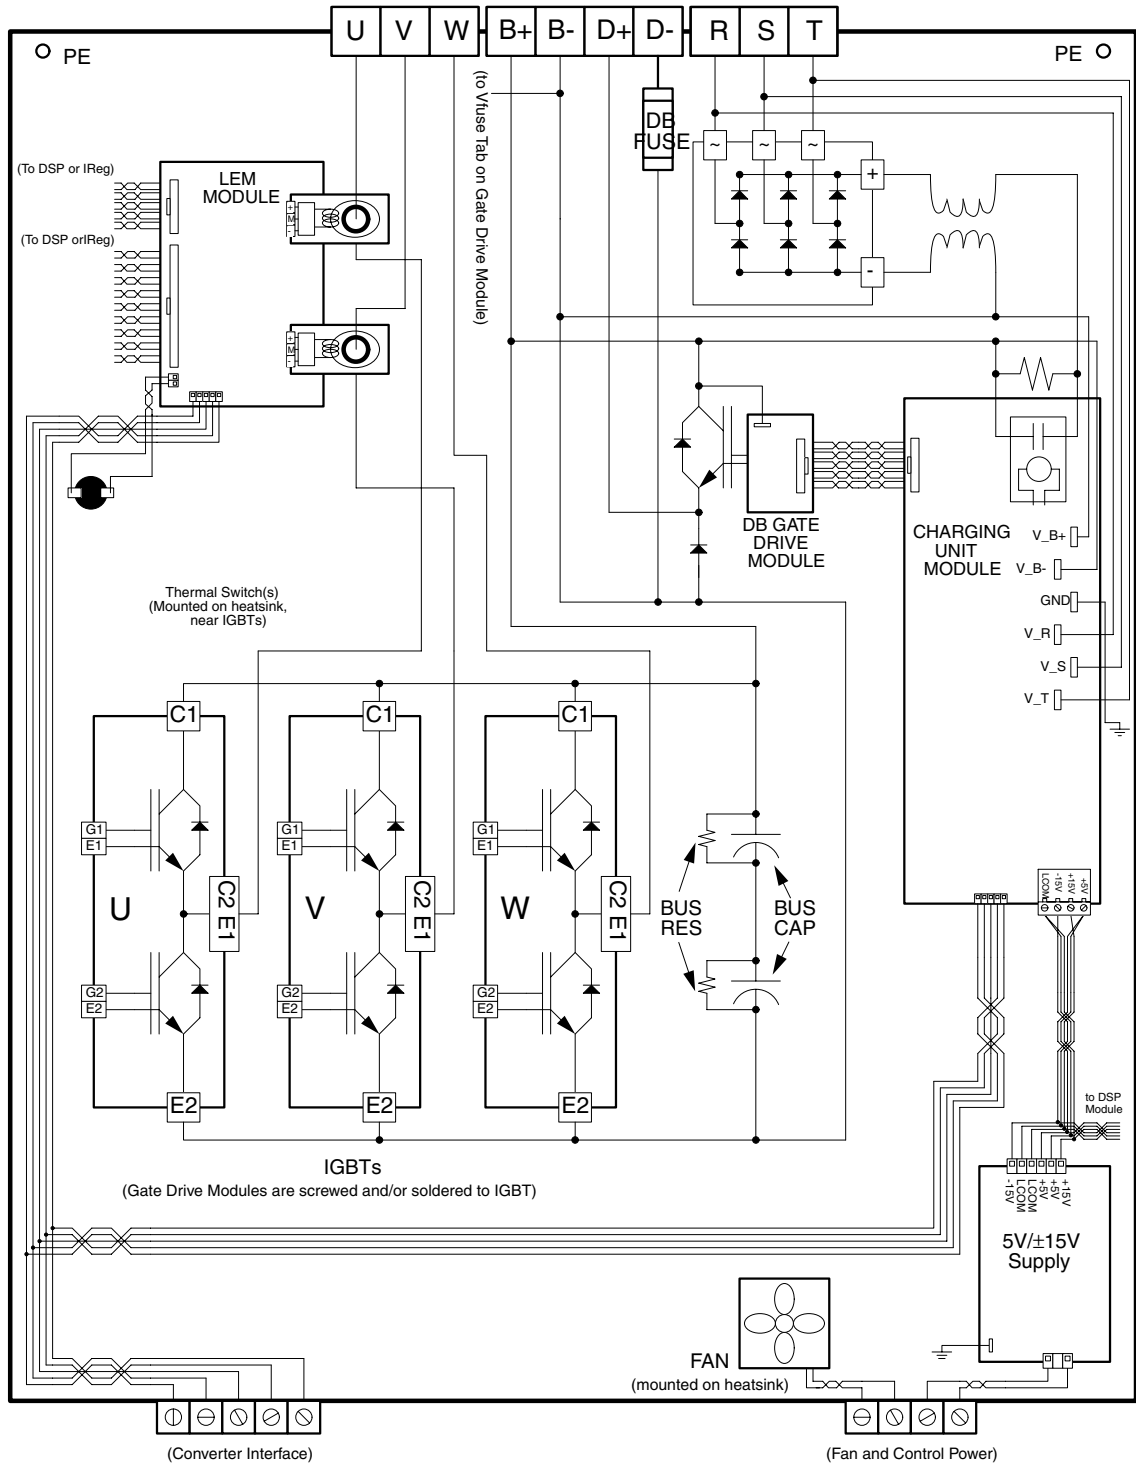 U V W B+ B- D+ D- R S T
PE
PE
(to Vfuse Tab on Gate Drive Module)
DB
FUSE
~ ~ ~
+
-
(To DSP or IReg)
LEM
MODULE
+
M
-
(To DSP orIReg)
+
M
-
DB GATE
DRIVE
MODULE
CHARGING
UNIT
MODULE
V_B+
V_B-
GND
V_R
V_S
V_T
Thermal Switch(s)
(Mounted on heatsink,
near IGBTs)
C1
C1
C1
G1
E1
G1
E1
G1
E1
U
C2 E1
V
C2 E1
W
C2 E1
G2
E2
G2
E2
G2
E2
E2
E2
E2
BUS
RES
BUS
CAP
LCOM
-15V
+15V
+5V
to DSP
Module
IGBTs
(Gate Drive Modules are screwed and/or soldered to IGBT)
-15V
LCOM
LCOM
+5V
+5V
+15V
5V/±15V
Supply
FAN
(mounted on heatsink)
(Converter Interface)
(Fan and Control Power)